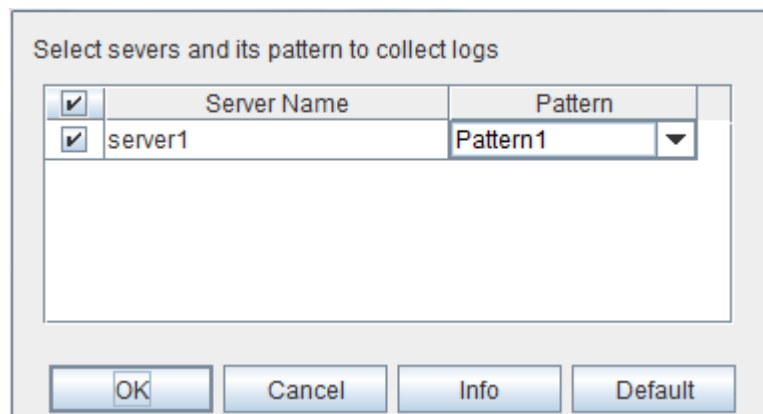 Select severs and its pattern to collect logs
Server Name Pattern
server1 Pattern1
OK Cancel Info Default